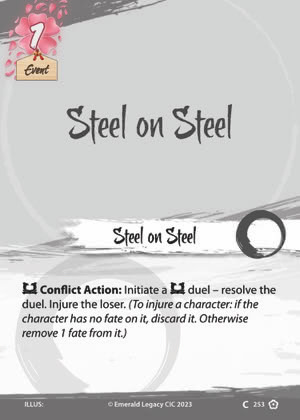 1
Event
Steel on Steel
Steel on Steel
Conflict Action: Initiate a duel – resolve the
duel. Injure the loser. (To injure a character: if the
character has no fate on it, discard it. Otherwise
remove 1 fate from it.)
ILLUS: © Emerald Legacy CIC 2023 C 253